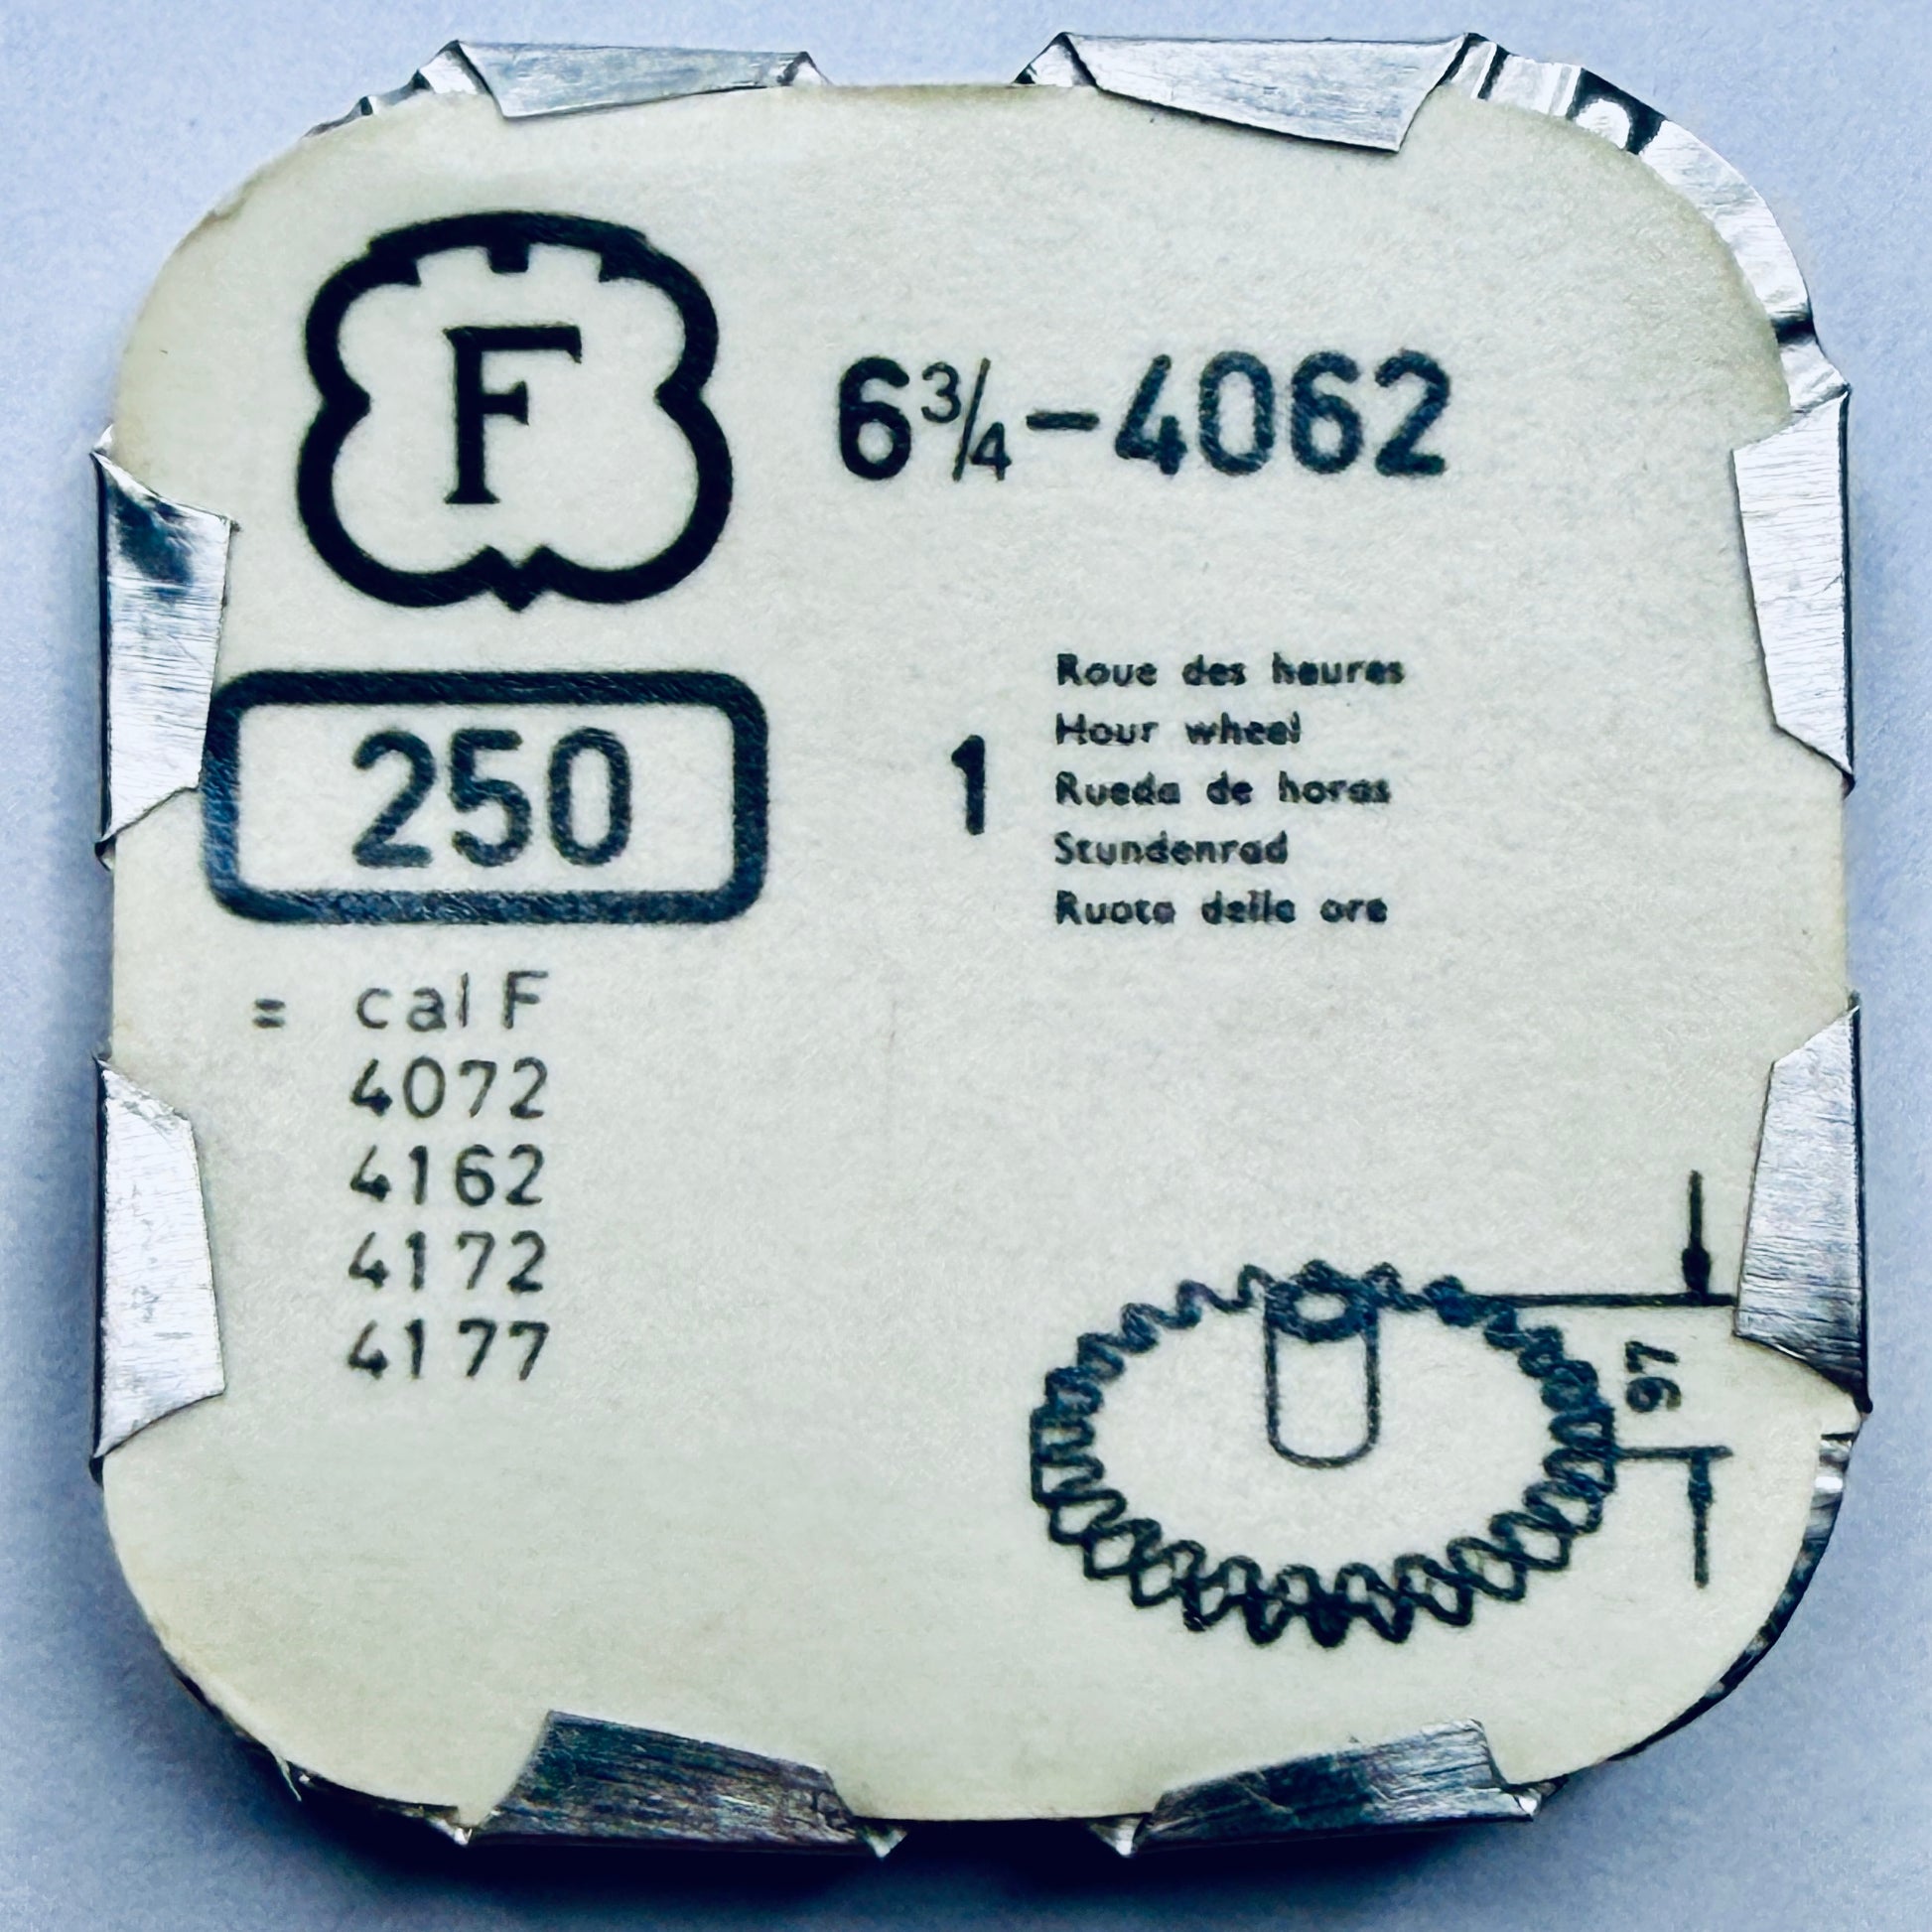 F
6¾-4062
250
1
Roue des heures
Hour wheel
Rueda de horas
Stundenrad
Ruota delle ore
= cal F
4072
4162
4172
4177
97